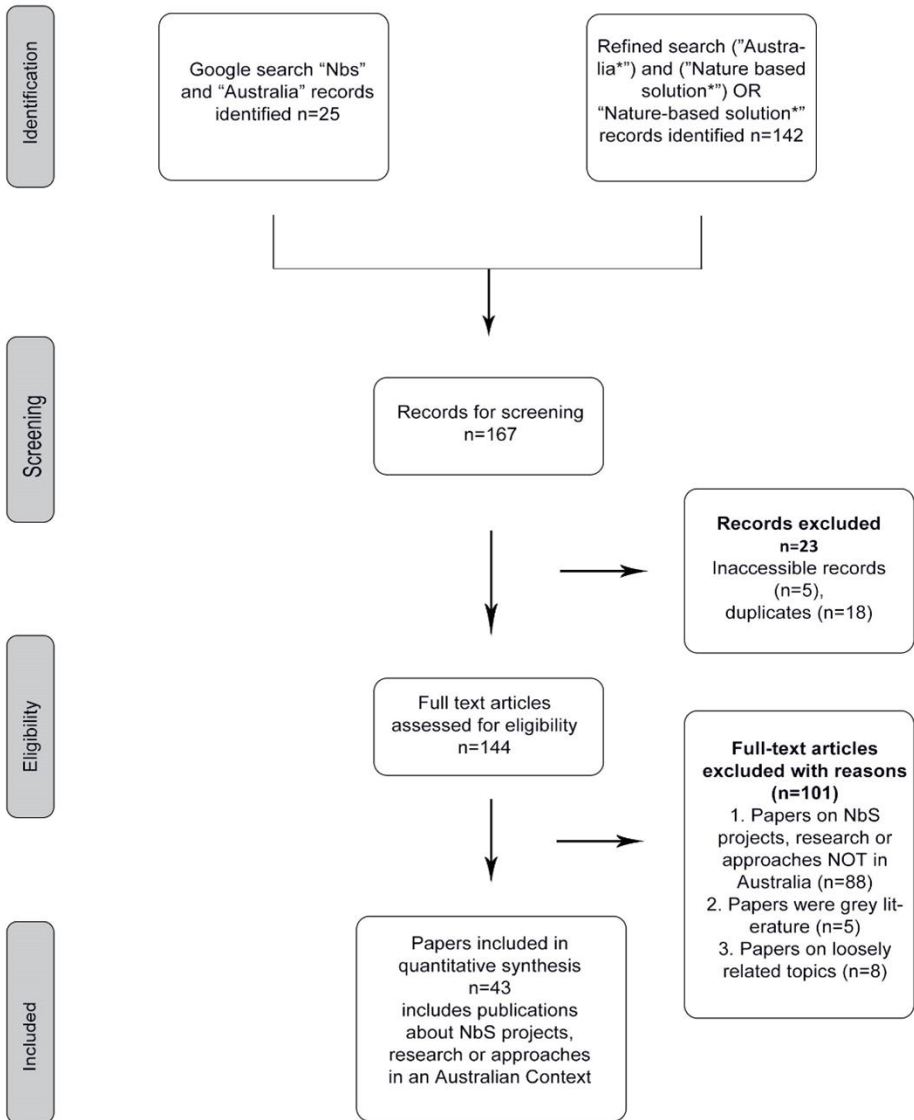 Identification
Google search “Nbs”
and “Australia” records
identified n=25
Refined search (”Austra-
lia*”) and (”Nature based
solution*”) OR
“Nature-based solution*”
records identified n=142
Screening
Records for screening
n=167
Records excluded
n=23
Inaccessible records
(n=5),
duplicates (n=18)
Eligibility
Full text articles
assessed for eligibility
n=144
Full-text articles
excluded with reasons
(n=101)
1. Papers on NbS
projects, research or
approaches NOT in
Australia (n=88)
2. Papers were grey lit-
erature (n=5)
3. Papers on loosely
related topics (n=8)
Included
Papers included in
quantitative synthesis
n=43
includes publications
about NbS projects,
research or approaches
in an Australian Context